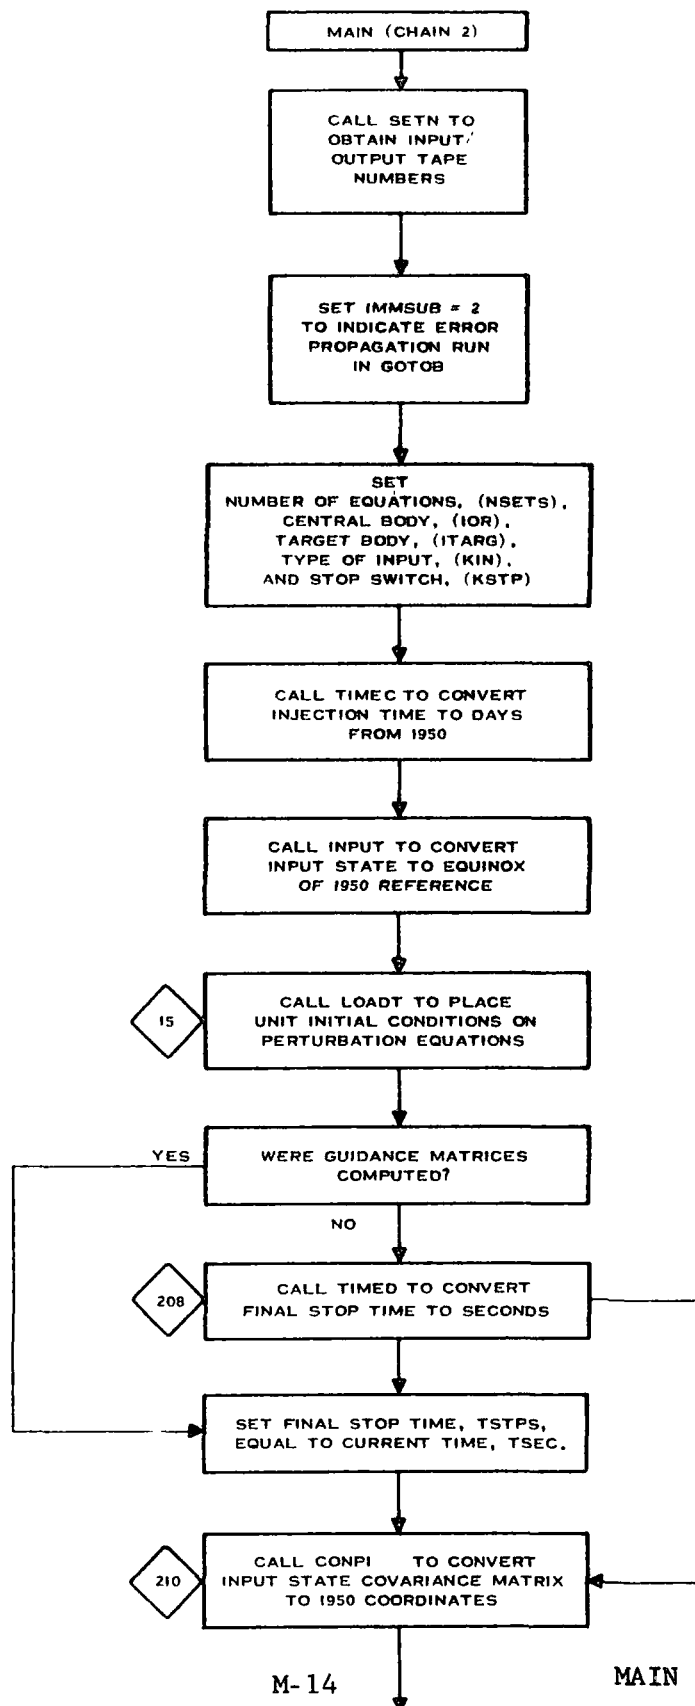 MAIN (CHAIN 2)
CALL SETN TO
OBTAIN INPUT/
OUTPUT TAPE
NUMBERS
SET IMMSUB = 2
TO INDICATE ERROR
PROPAGATION RUN
IN GOTOB
SET
NUMBER OF EQUATIONS, (NSETS),
CENTRAL BODY, (IOR),
TARGET BODY, (ITARG),
TYPE OF INPUT, (KIN),
AND STOP SWITCH, (KSTP)
CALL TIMEC TO CONVERT
INJECTION TIME TO DAYS
FROM 1950
CALL INPUT TO CONVERT
INPUT STATE TO EQUINOX
OF 1950 REFERENCE
15
CALL LOADT TO PLACE
UNIT INITIAL CONDITIONS ON
PERTURBATION EQUATIONS
YES
WERE GUIDANCE MATRICES
COMPUTED?
NO
208
CALL TIMED TO CONVERT
FINAL STOP TIME TO SECONDS
SET FINAL STOP TIME, TSTPS,
EQUAL TO CURRENT TIME, TSEC.
210
CALL CONPI TO CONVERT
INPUT STATE COVARIANCE MATRIX
TO 1950 COORDINATES
M-14
MAIN